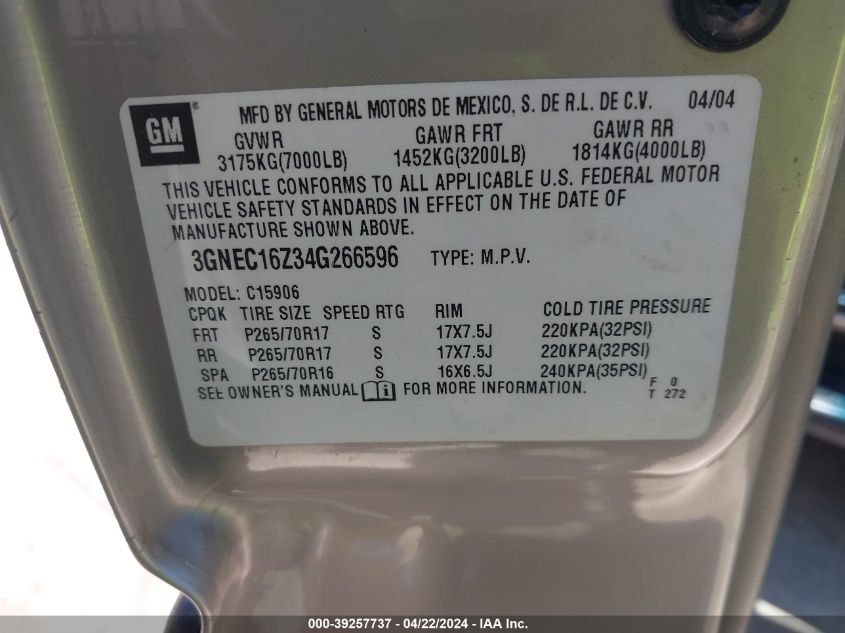 GM ® MFD BY GENERAL MOTORS DE MEXICO, S. DE R.L. DE C.V. 04/04
GVWR GAWR FRT GAWR RR
3175KG(7000LB) 1452KG(3200LB) 1814KG(4000LB)
THIS VEHICLE CONFORMS TO ALL APPLICABLE U.S. FEDERAL MOTOR
VEHICLE SAFETY STANDARDS IN EFFECT ON THE DATE OF
MANUFACTURE SHOWN ABOVE.
3GNEC16Z34G266596 TYPE: M.P.V.
MODEL: C15906
CPQK TIRE SIZE SPEED RTG RIM COLD TIRE PRESSURE
FRT P265/70R17 S 17X7.5J 220KPA(32PSI)
RR P265/70R17 S 17X7.5J 220KPA(32PSI)
SPA P265/70R16 S 16X6.5J 240KPA(35PSI)
SEE OWNER'S MANUAL i FOR MORE INFORMATION. F 0
T 272
000-39257737 - 04/22/2024 - IAA Inc.